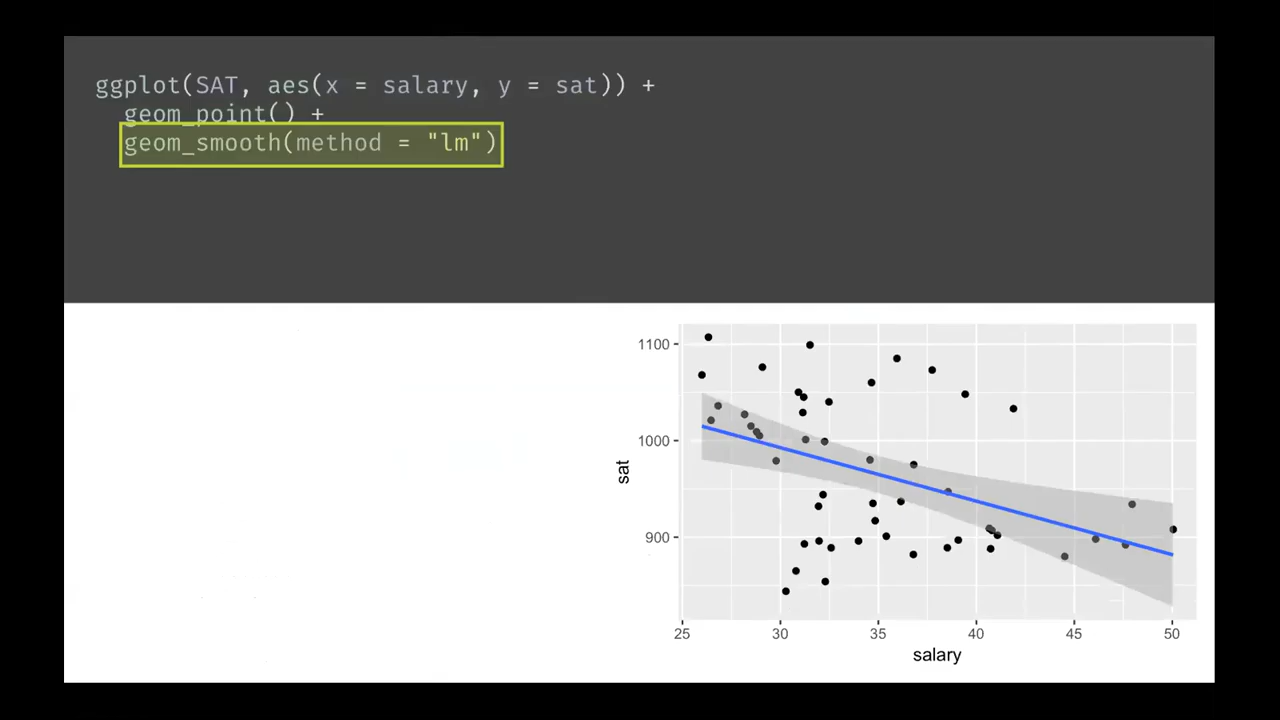 ggplot(SAT, aes(x = salary, y = sat)) +
geom_point() +
geom_smooth(method = "lm")
1100
1000
900
sat
25 30 35 40 45 50
salary